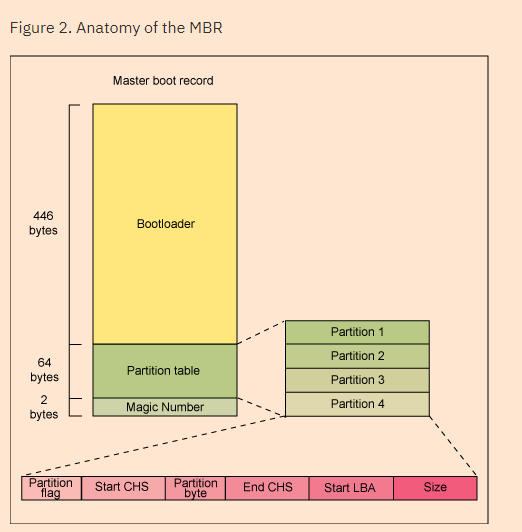 Figure 2. Anatomy of the MBR
Master boot record
446
bytes
Bootloader
64
bytes
Partition table
2
bytes
Magic Number
Partition 1
Partition 2
Partition 3
Partition 4
Partition
flag
Start CHS
Partition
byte
End CHS
Start LBA
Size